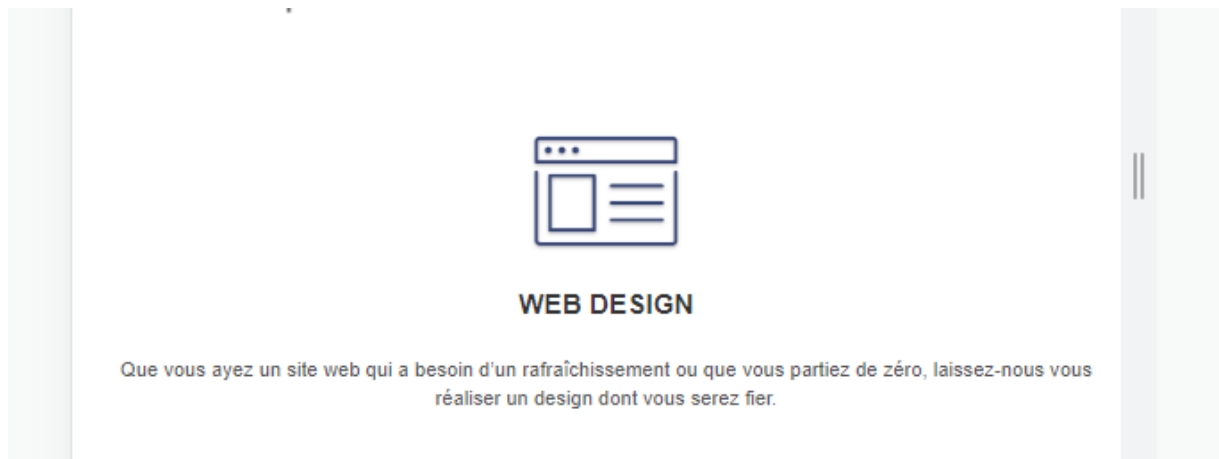 WEB DESIGN
Que vous ayez un site web qui a besoin d’un rafraîchissement ou que vous partiez de zéro, laissez-nous vous
réaliser un design dont vous serez fier.